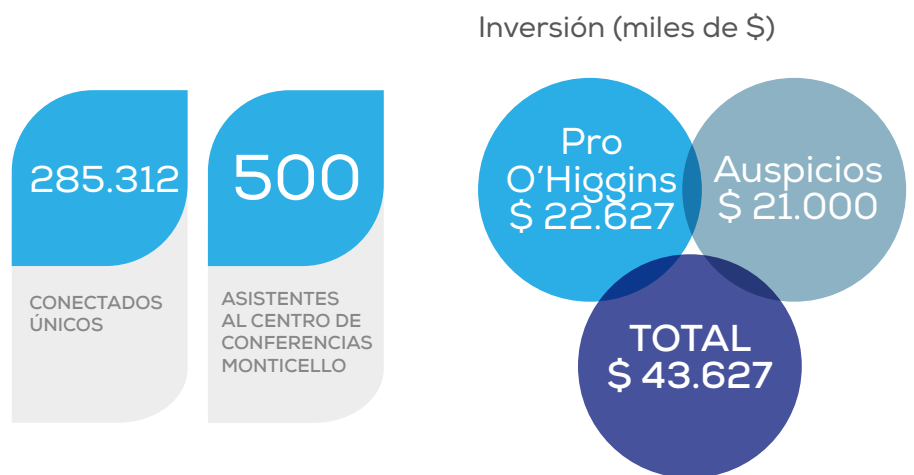 285.312
CONECTADOS
ÚNICOS
500
ASISTENTES
AL CENTRO DE
CONFERENCIAS
MONTICELLO
Inversión (miles de $)
Pro
O'Higgins
$ 22.627
Auspicios
$ 21.000
TOTAL
$ 43.627